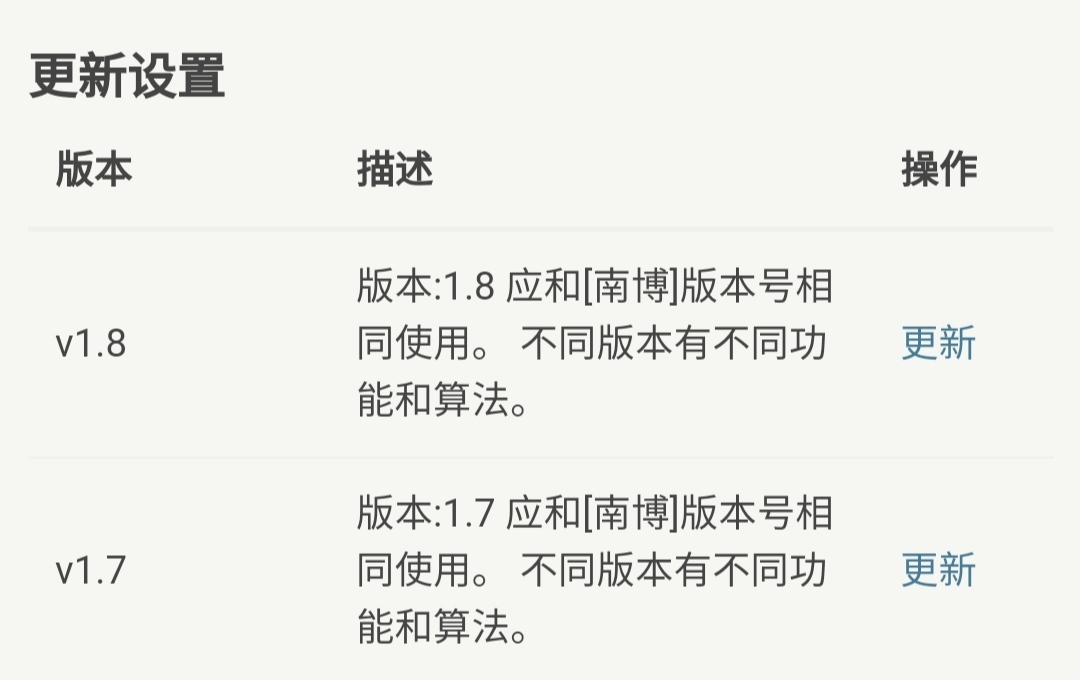 更新设置
版本 描述 操作
版本:1.8 应和[南博]版本号相
v1.8 同使用。 不同版本有不同功 更新
能和算法。
版本:1.7 应和[南博]版本号相
v1.7 同使用。 不同版本有不同功 更新
能和算法。